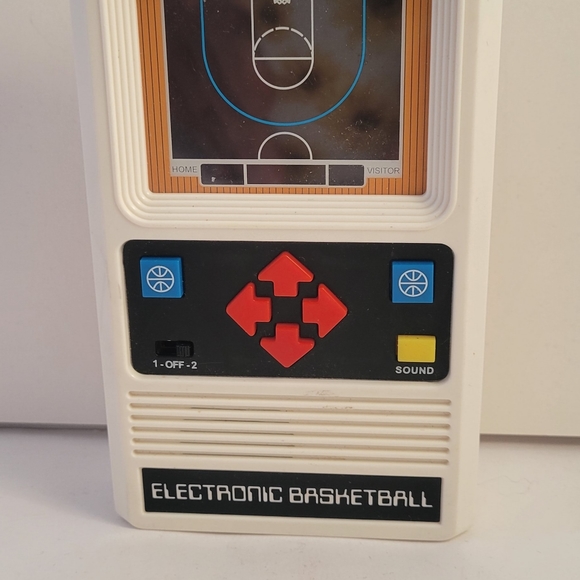 HOME VISITOR
1-OFF-2
SOUND
ELECTRONIC BASKETBALL